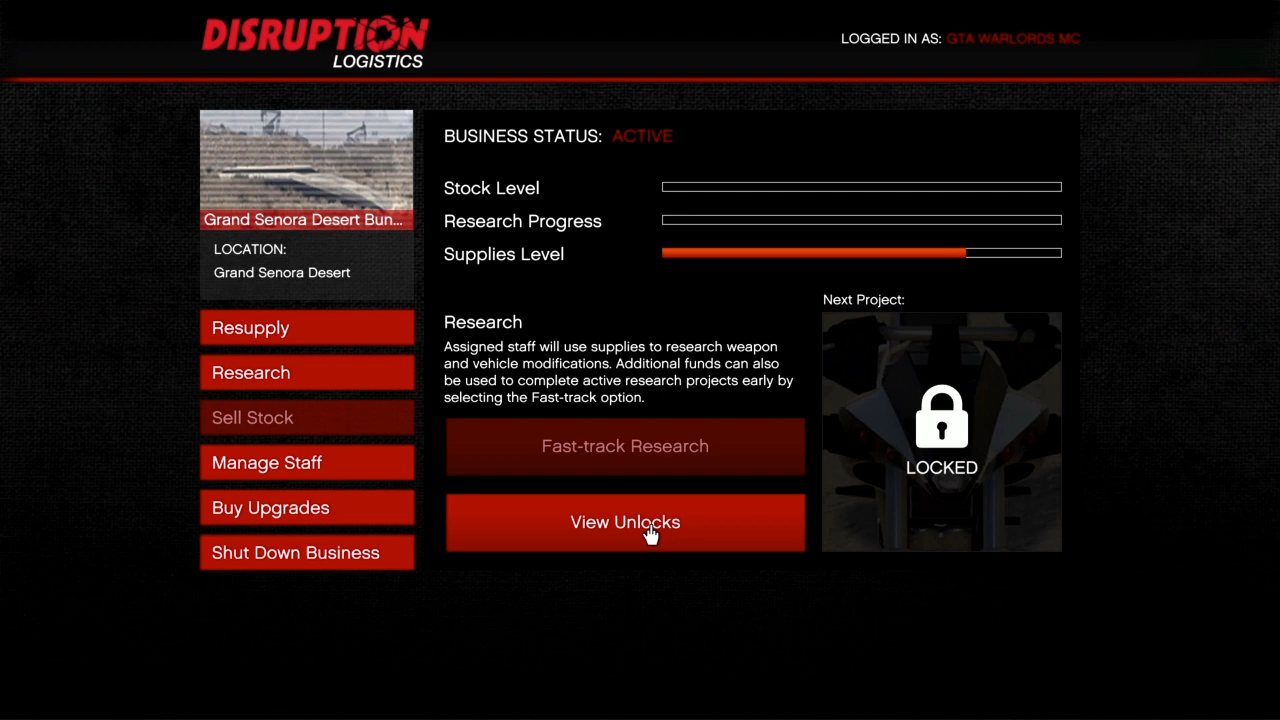 DISRUPTION
LOGISTICS
LOGGED IN AS: GTA WARLORDS MC
Grand Senora Desert Bun...
LOCATION:
Grand Senora Desert
Resupply
Research
Sell Stock
Manage Staff
Buy Upgrades
Shut Down Business
BUSINESS STATUS: ACTIVE
Stock Level
Research Progress
Supplies Level
Research
Assigned staff will use supplies to research weapon
and vehicle modifications. Additional funds can also
be used to complete active research projects early by
selecting the Fast-track option.
Fast-track Research
View Unlocks
Next Project:
LOCKED